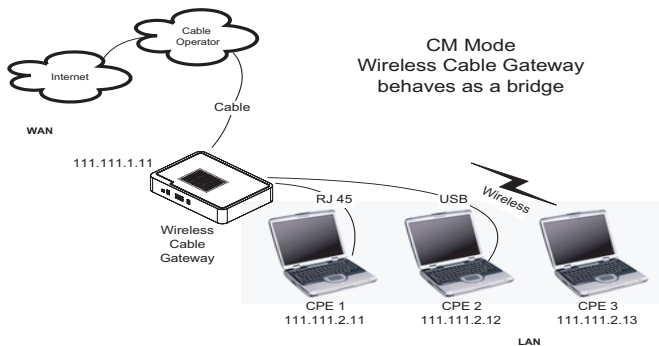 Cable
Operator
Internet
CM Mode
Wireless Cable Gateway
behaves as a bridge
Cable
WAN
111.111.1.11
Wireless
Cable
Gateway
RJ 45
USB
Wireless
CPE 1
111.111.2.11
CPE 2
111.111.2.12
CPE 3
111.111.2.13
LAN